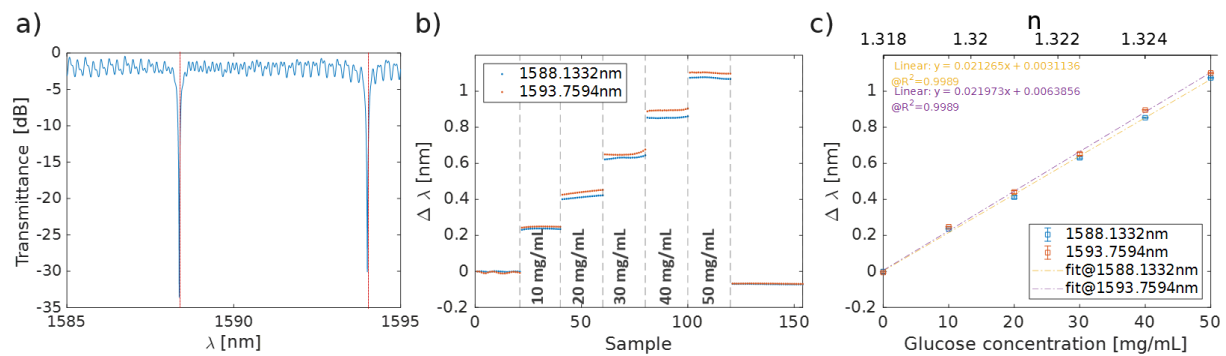 a)
Transmittance [dB]
0
-5
-10
-15
-20
-25
-30
-35
1585
1590
1595
λ [nm]
b)
Δ λ [nm]
1
0.8
0.6
0.4
0.2
0
-0.2
1588.1332nm
1593.7594nm
10 mg/mL
20 mg/mL
30 mg/mL
40 mg/mL
50 mg/mL
0
50
100
150
Sample
c)
n
1.318
1.32
1.322
1.324
Δ λ [nm]
1
0.8
0.6
0.4
0.2
0
-0.2
Linear: y = 0.021265x + 0.0031136
@R²=0.9989
Linear: y = 0.021973x + 0.0063856
@R²=0.9989
1588.1332nm
1593.7594nm
fit@1588.1332nm
fit@1593.7594nm
0
10
20
30
40
50
Glucose concentration [mg/mL]